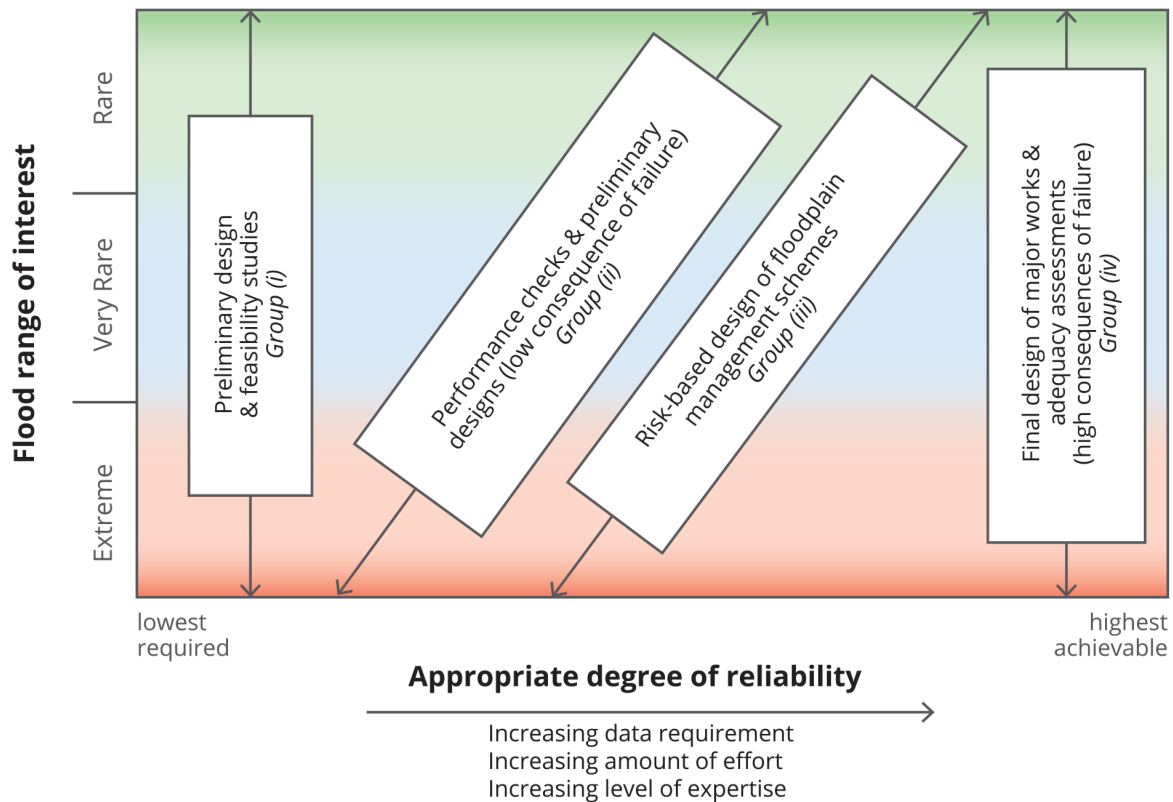 Flood range of interest
Rare
Very Rare
Extreme
Preliminary design
& feasibility studies
Group (i)
Performance checks & preliminary
designs (low consequence of failure)
Group (ii)
Risk-based design of floodplain
management schemes
Group (iii)
Final design of major works &
adequacy assessments
(high consequences of failure)
Group (iv)
lowest
required
highest
achievable
Appropriate degree of reliability
Increasing data requirement
Increasing amount of effort
Increasing level of expertise